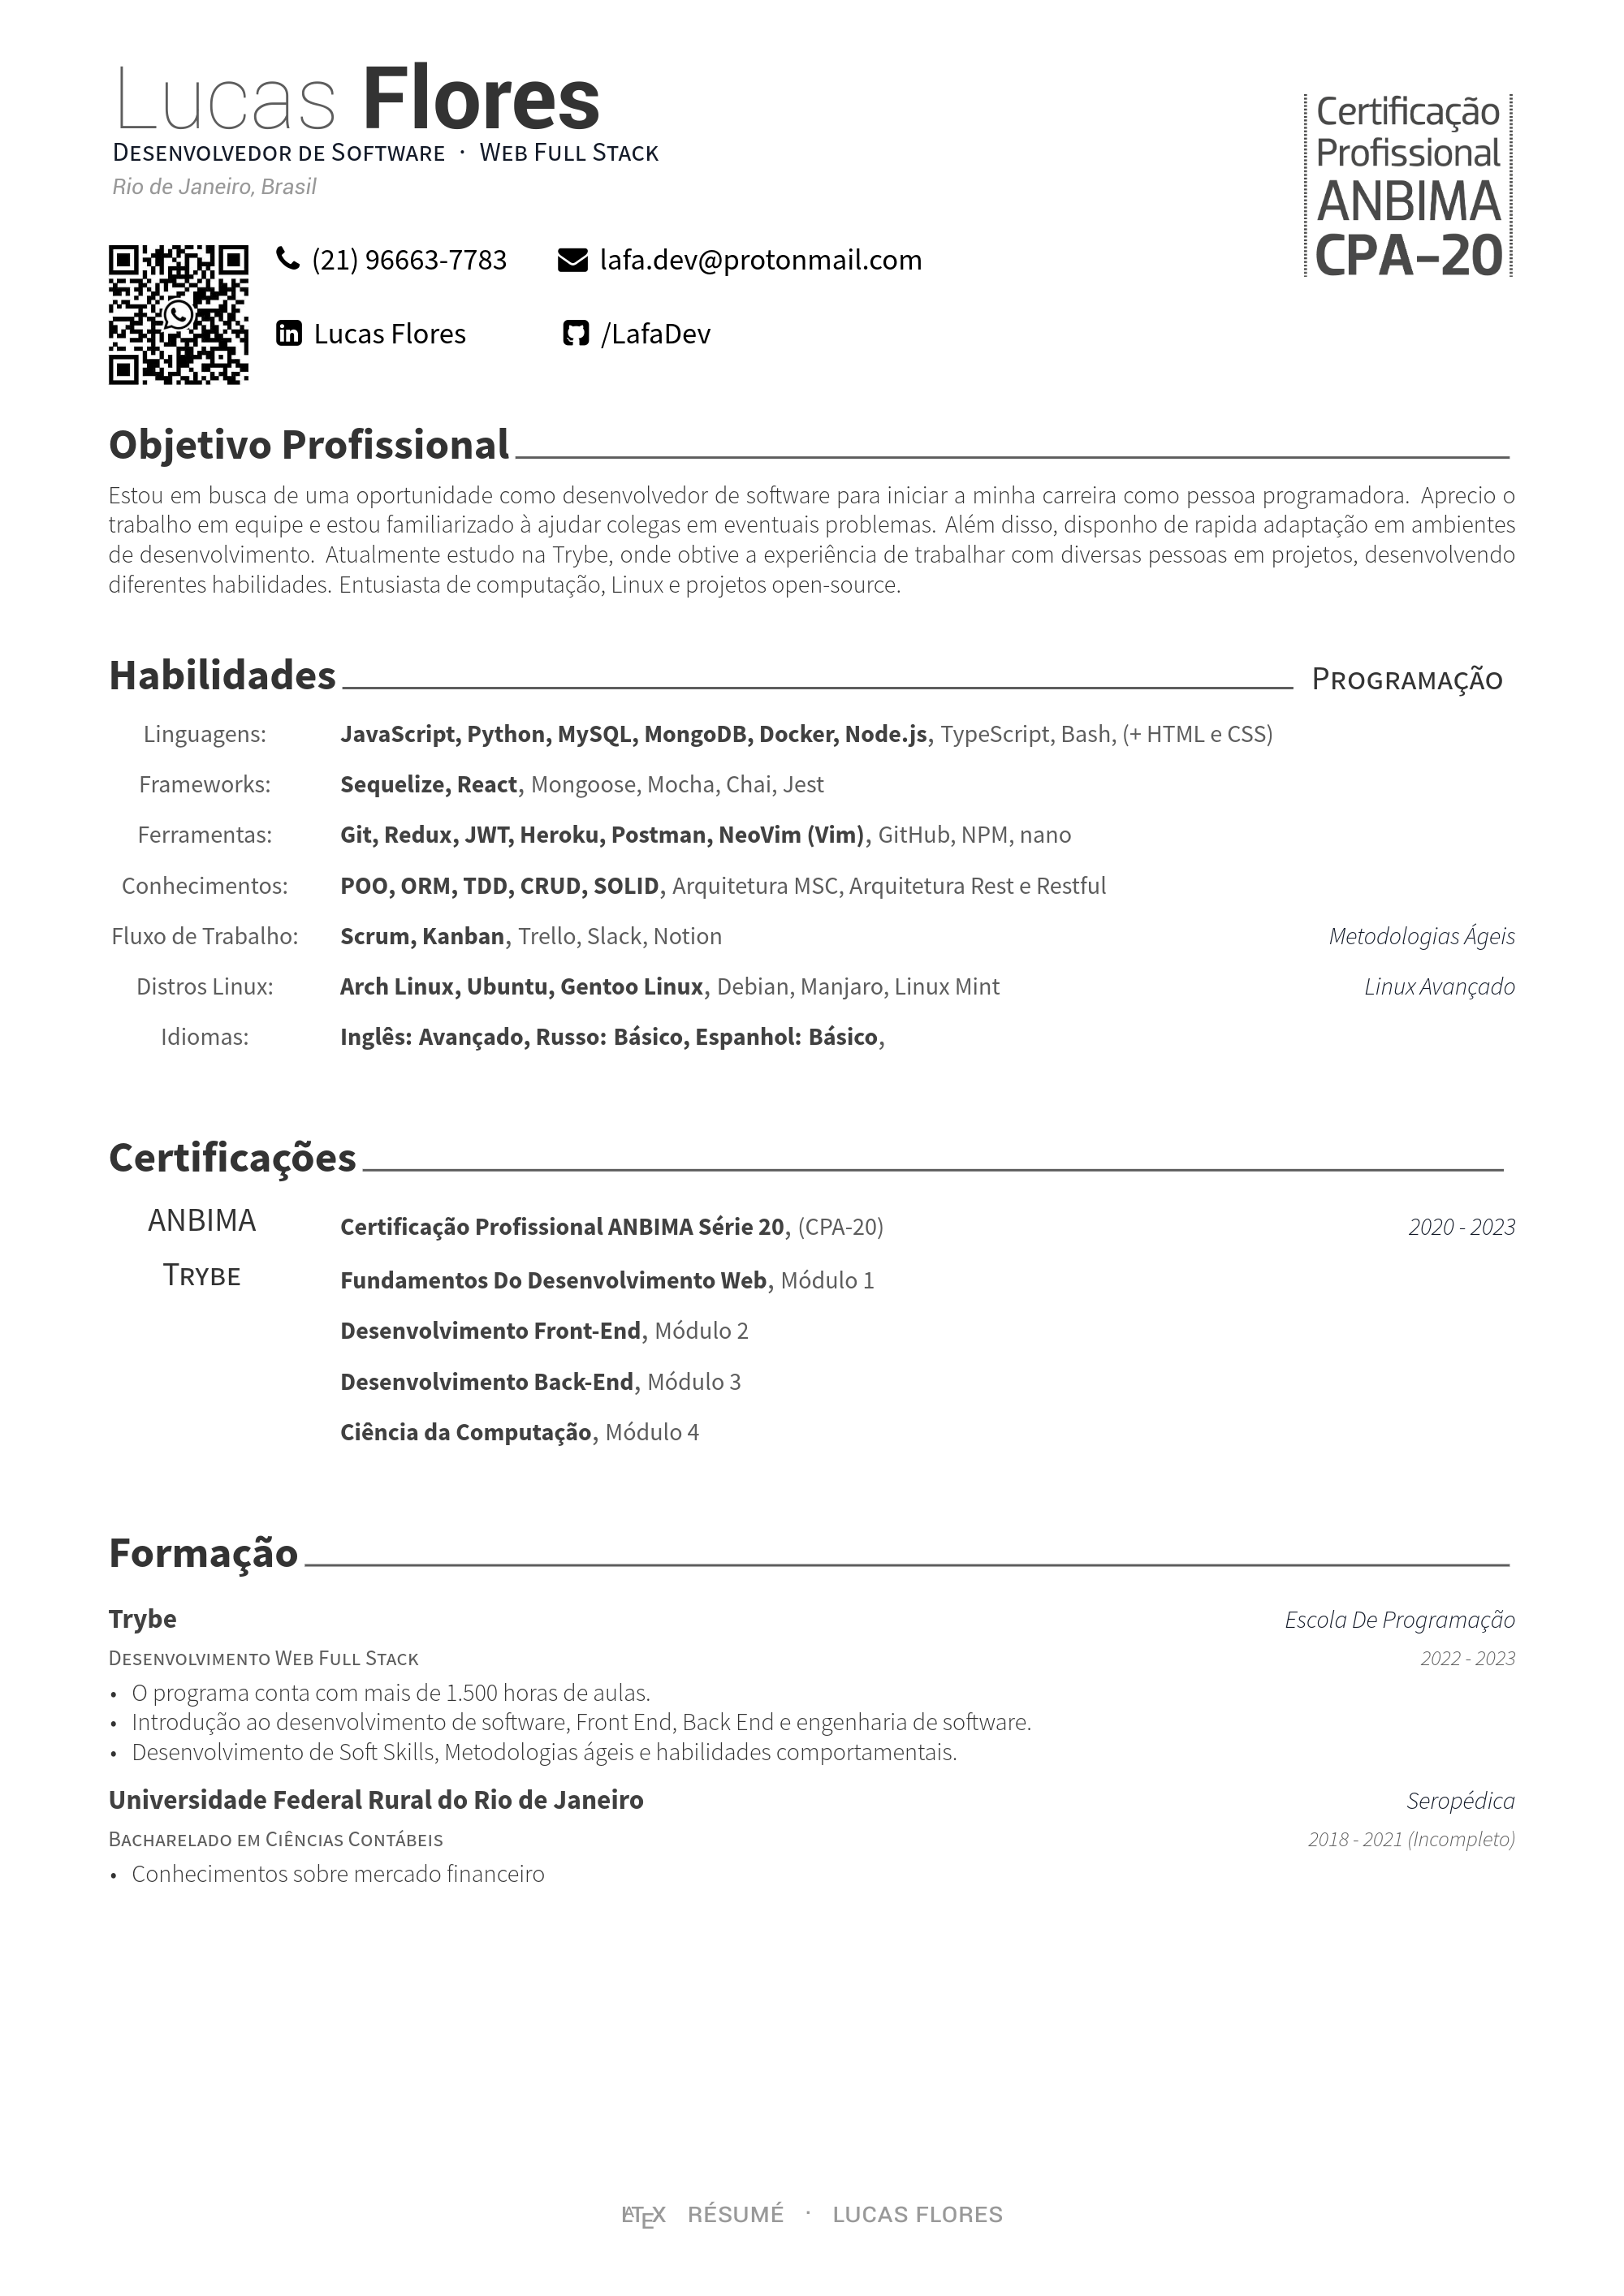 Lucas Flores
Desenvolvedor de Software · Web Full Stack
Rio de Janeiro, Brasil
Certificação
Profissional
ANBIMA
CPA-20
(21) 96663-7783 lafa.dev@protonmail.com
Lucas Flores /LafaDev
Objetivo Profissional
Estou em busca de uma oportunidade como desenvolvedor de software para iniciar a minha carreira como pessoa programadora. Aprecio o
trabalho em equipe e estou familiarizado à ajudar colegas em eventuais problemas. Além disso, disponho de rapida adaptação em ambientes
de desenvolvimento. Atualmente estudo na Trybe, onde obtive a experiência de trabalhar com diversas pessoas em projetos, desenvolvendo
diferentes habilidades. Entusiasta de computação, Linux e projetos open-source.
Habilidades Programação
Linguagens: JavaScript, Python, MySQL, MongoDB, Docker, Node.js, TypeScript, Bash, (+ HTML e CSS)
Frameworks: Sequelize, React, Mongoose, Mocha, Chai, Jest
Ferramentas: Git, Redux, JWT, Heroku, Postman, NeoVim (Vim), GitHub, NPM, nano
Conhecimentos: POO, ORM, TDD, CRUD, SOLID, Arquitetura MSC, Arquitetura Rest e Restful
Fluxo de Trabalho: Scrum, Kanban, Trello, Slack, Notion Metodologias Ágeis
Distros Linux: Arch Linux, Ubuntu, Gentoo Linux, Debian, Manjaro, Linux Mint Linux Avançado
Idiomas: Inglês: Avançado, Russo: Básico, Espanhol: Básico,
Certificações
ANBIMA Certificação Profissional ANBIMA Série 20, (CPA-20) 2020 - 2023
Trybe Fundamentos Do Desenvolvimento Web, Módulo 1
Desenvolvimento Front-End, Módulo 2
Desenvolvimento Back-End, Módulo 3
Ciência da Computação, Módulo 4
Formação
Trybe Escola De Programação
Desenvolvimento Web Full Stack 2022 - 2023
• O programa conta com mais de 1.500 horas de aulas.
• Introdução ao desenvolvimento de software, Front End, Back End e engenharia de software.
• Desenvolvimento de Soft Skills, Metodologias ágeis e habilidades comportamentais.
Universidade Federal Rural do Rio de Janeiro Seropédica
Bacharelado em Ciências Contábeis 2018 - 2021 (Incompleto)
• Conhecimentos sobre mercado financeiro
LATEX RÉSUMÉ · LUCAS FLORES